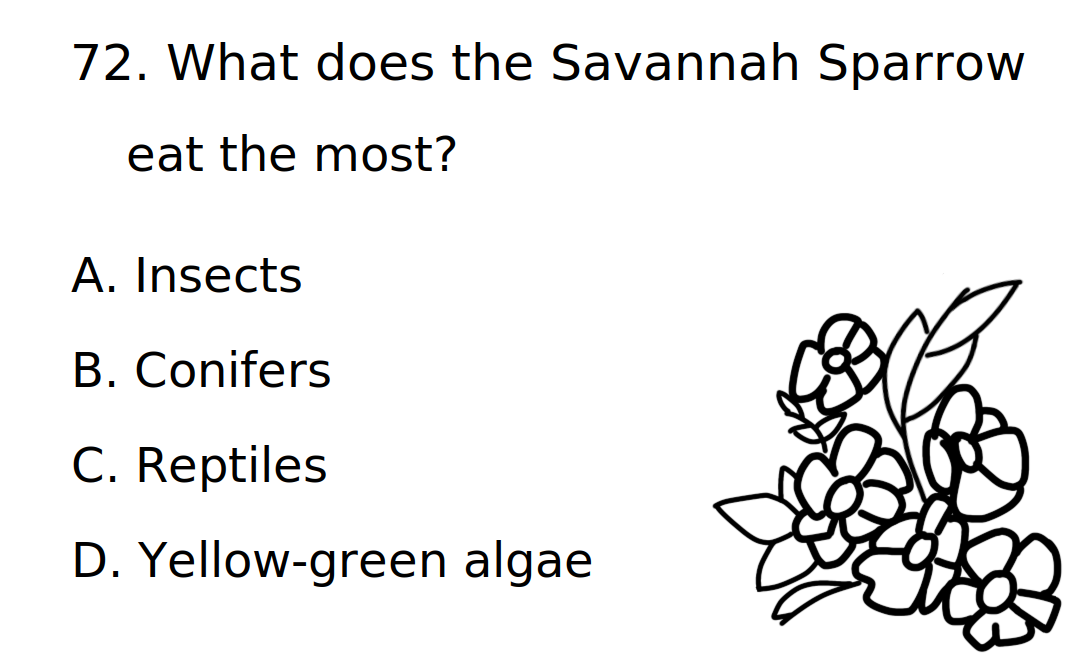 72. What does the Savannah Sparrow
eat the most?
A. Insects
B. Conifers
C. Reptiles
D. Yellow-green algae